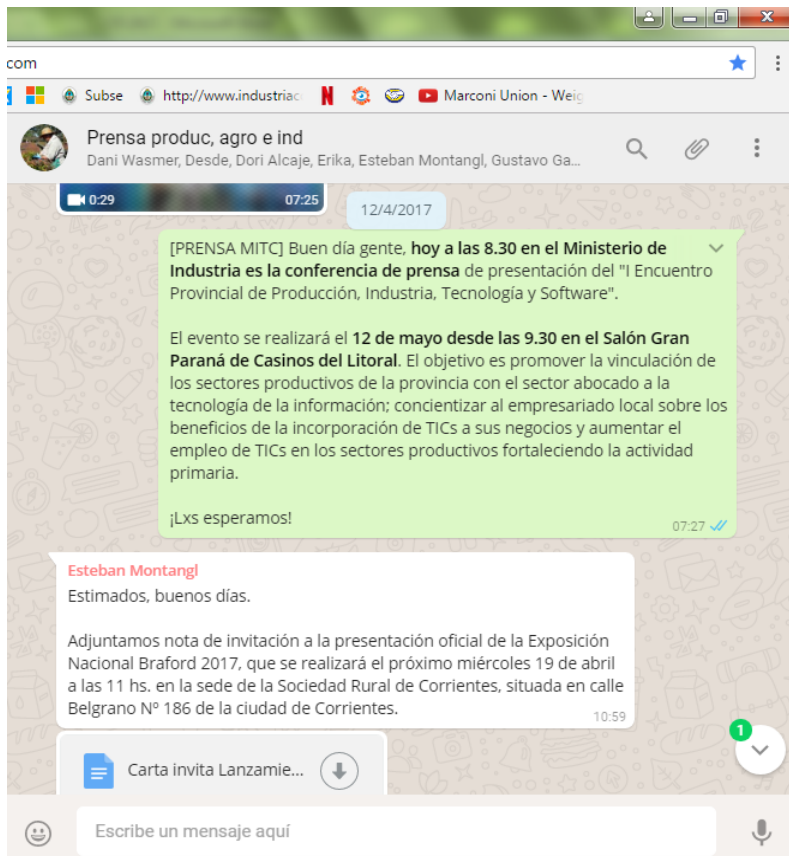 com
Subse http://www.industriac Marconi Union - Weig
Prensa produc, agro e ind
Dani Wasmer, Desde, Dori Alcaje, Erika, Esteban Montangl, Gustavo Ga...
0:29 07:25
12/4/2017
[PRENSA MITC] Buen día gente, hoy a las 8.30 en el Ministerio de
Industria es la conferencia de prensa de presentación del "I Encuentro
Provincial de Producción, Industria, Tecnología y Software".
El evento se realizará el 12 de mayo desde las 9.30 en el Salón Gran
Paraná de Casinos del Litoral. El objetivo es promover la vinculación de
los sectores productivos de la provincia con el sector abocado a la
tecnología de la información; concientizar al empresariado local sobre los
beneficios de la incorporación de TICs a sus negocios y aumentar el
empleo de TICs en los sectores productivos fortaleciendo la actividad
primaria.
¡Lxs esperamos!
07:27
Esteban Montangl
Estimados, buenos días.
Adjuntamos nota de invitación a la presentación oficial de la Exposición
Nacional Braford 2017, que se realizará el próximo miércoles 19 de abril
a las 11 hs. en la sede de la Sociedad Rural de Corrientes, situada en calle
Belgrano Nº 186 de la ciudad de Corrientes.
10:59
1
Carta invita Lanzamie...
Escribe un mensaje aquí